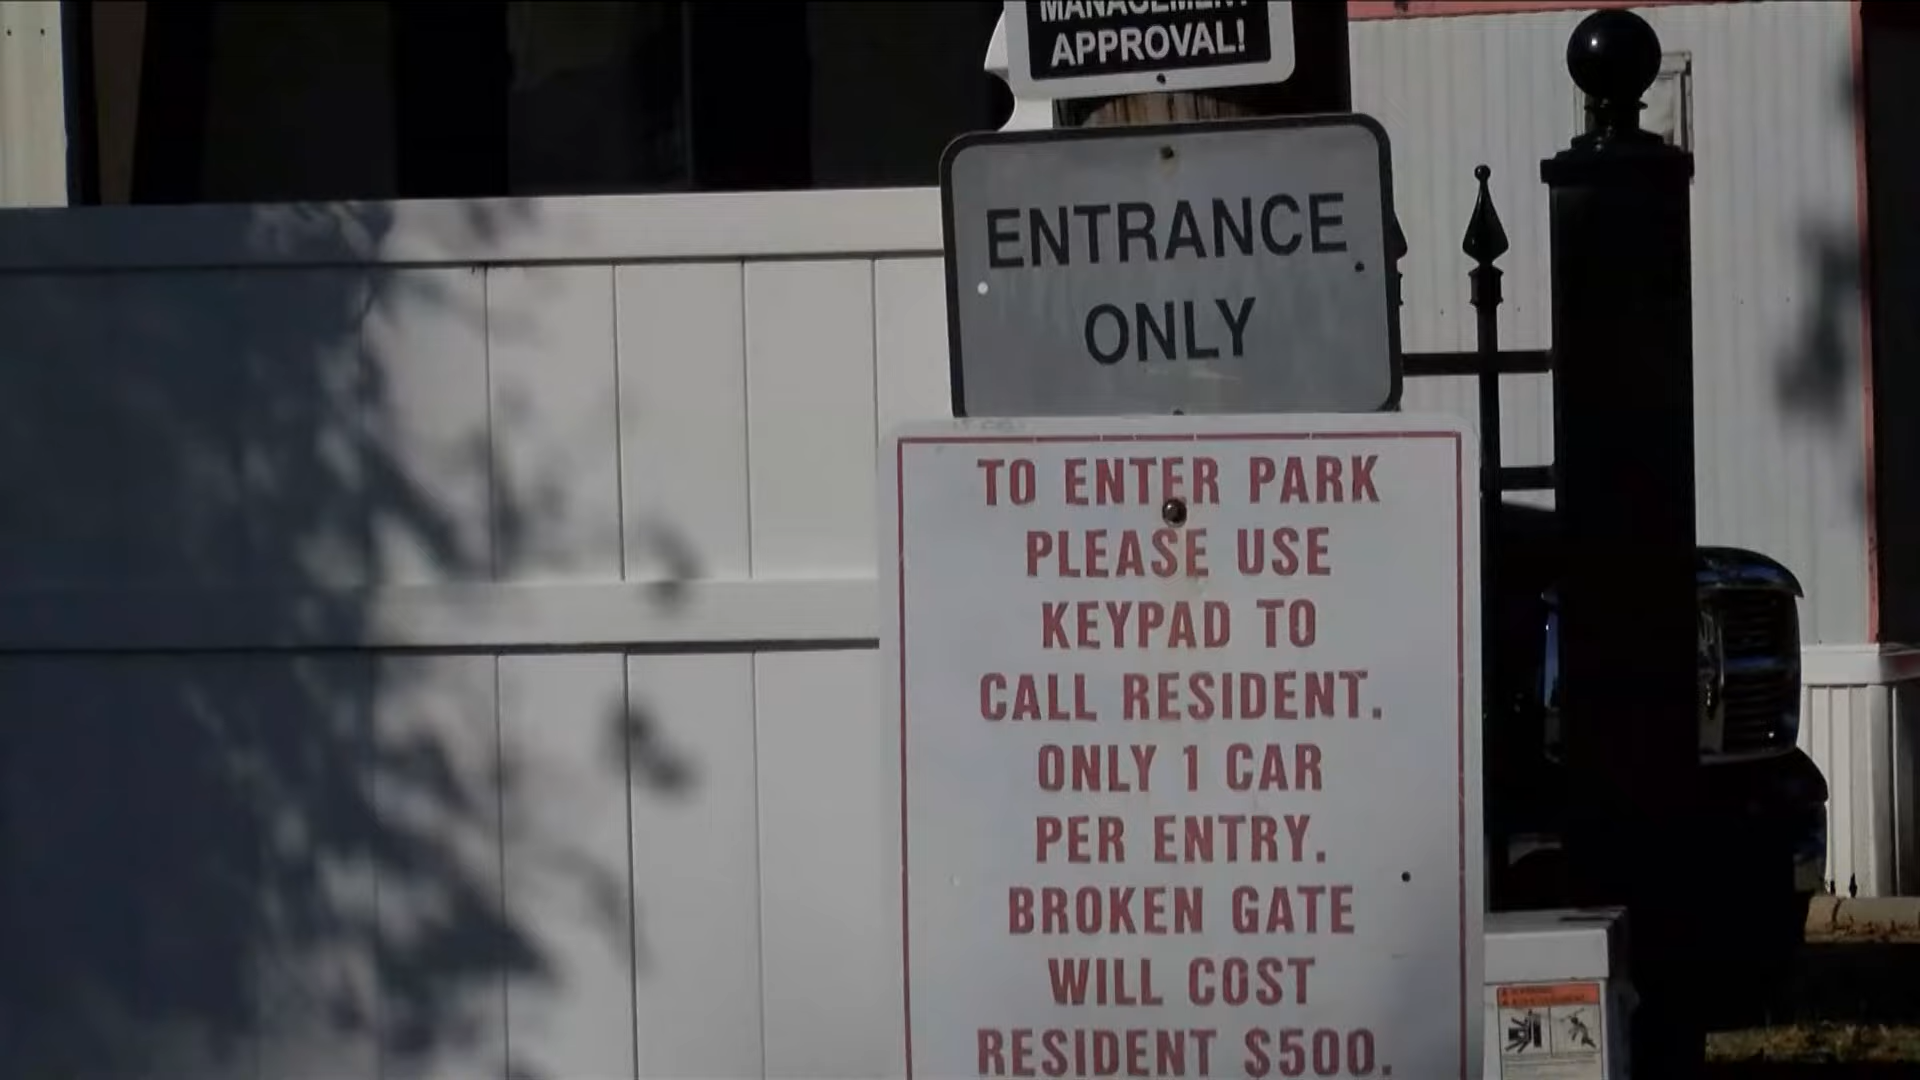 MANAGEMENT
APPROVAL!
ENTRANCE
ONLY
TO ENTER PARK
PLEASE USE
KEYPAD TO
CALL RESIDENT.
ONLY 1 CAR
PER ENTRY.
BROKEN GATE
WILL COST
RESIDENT $500.